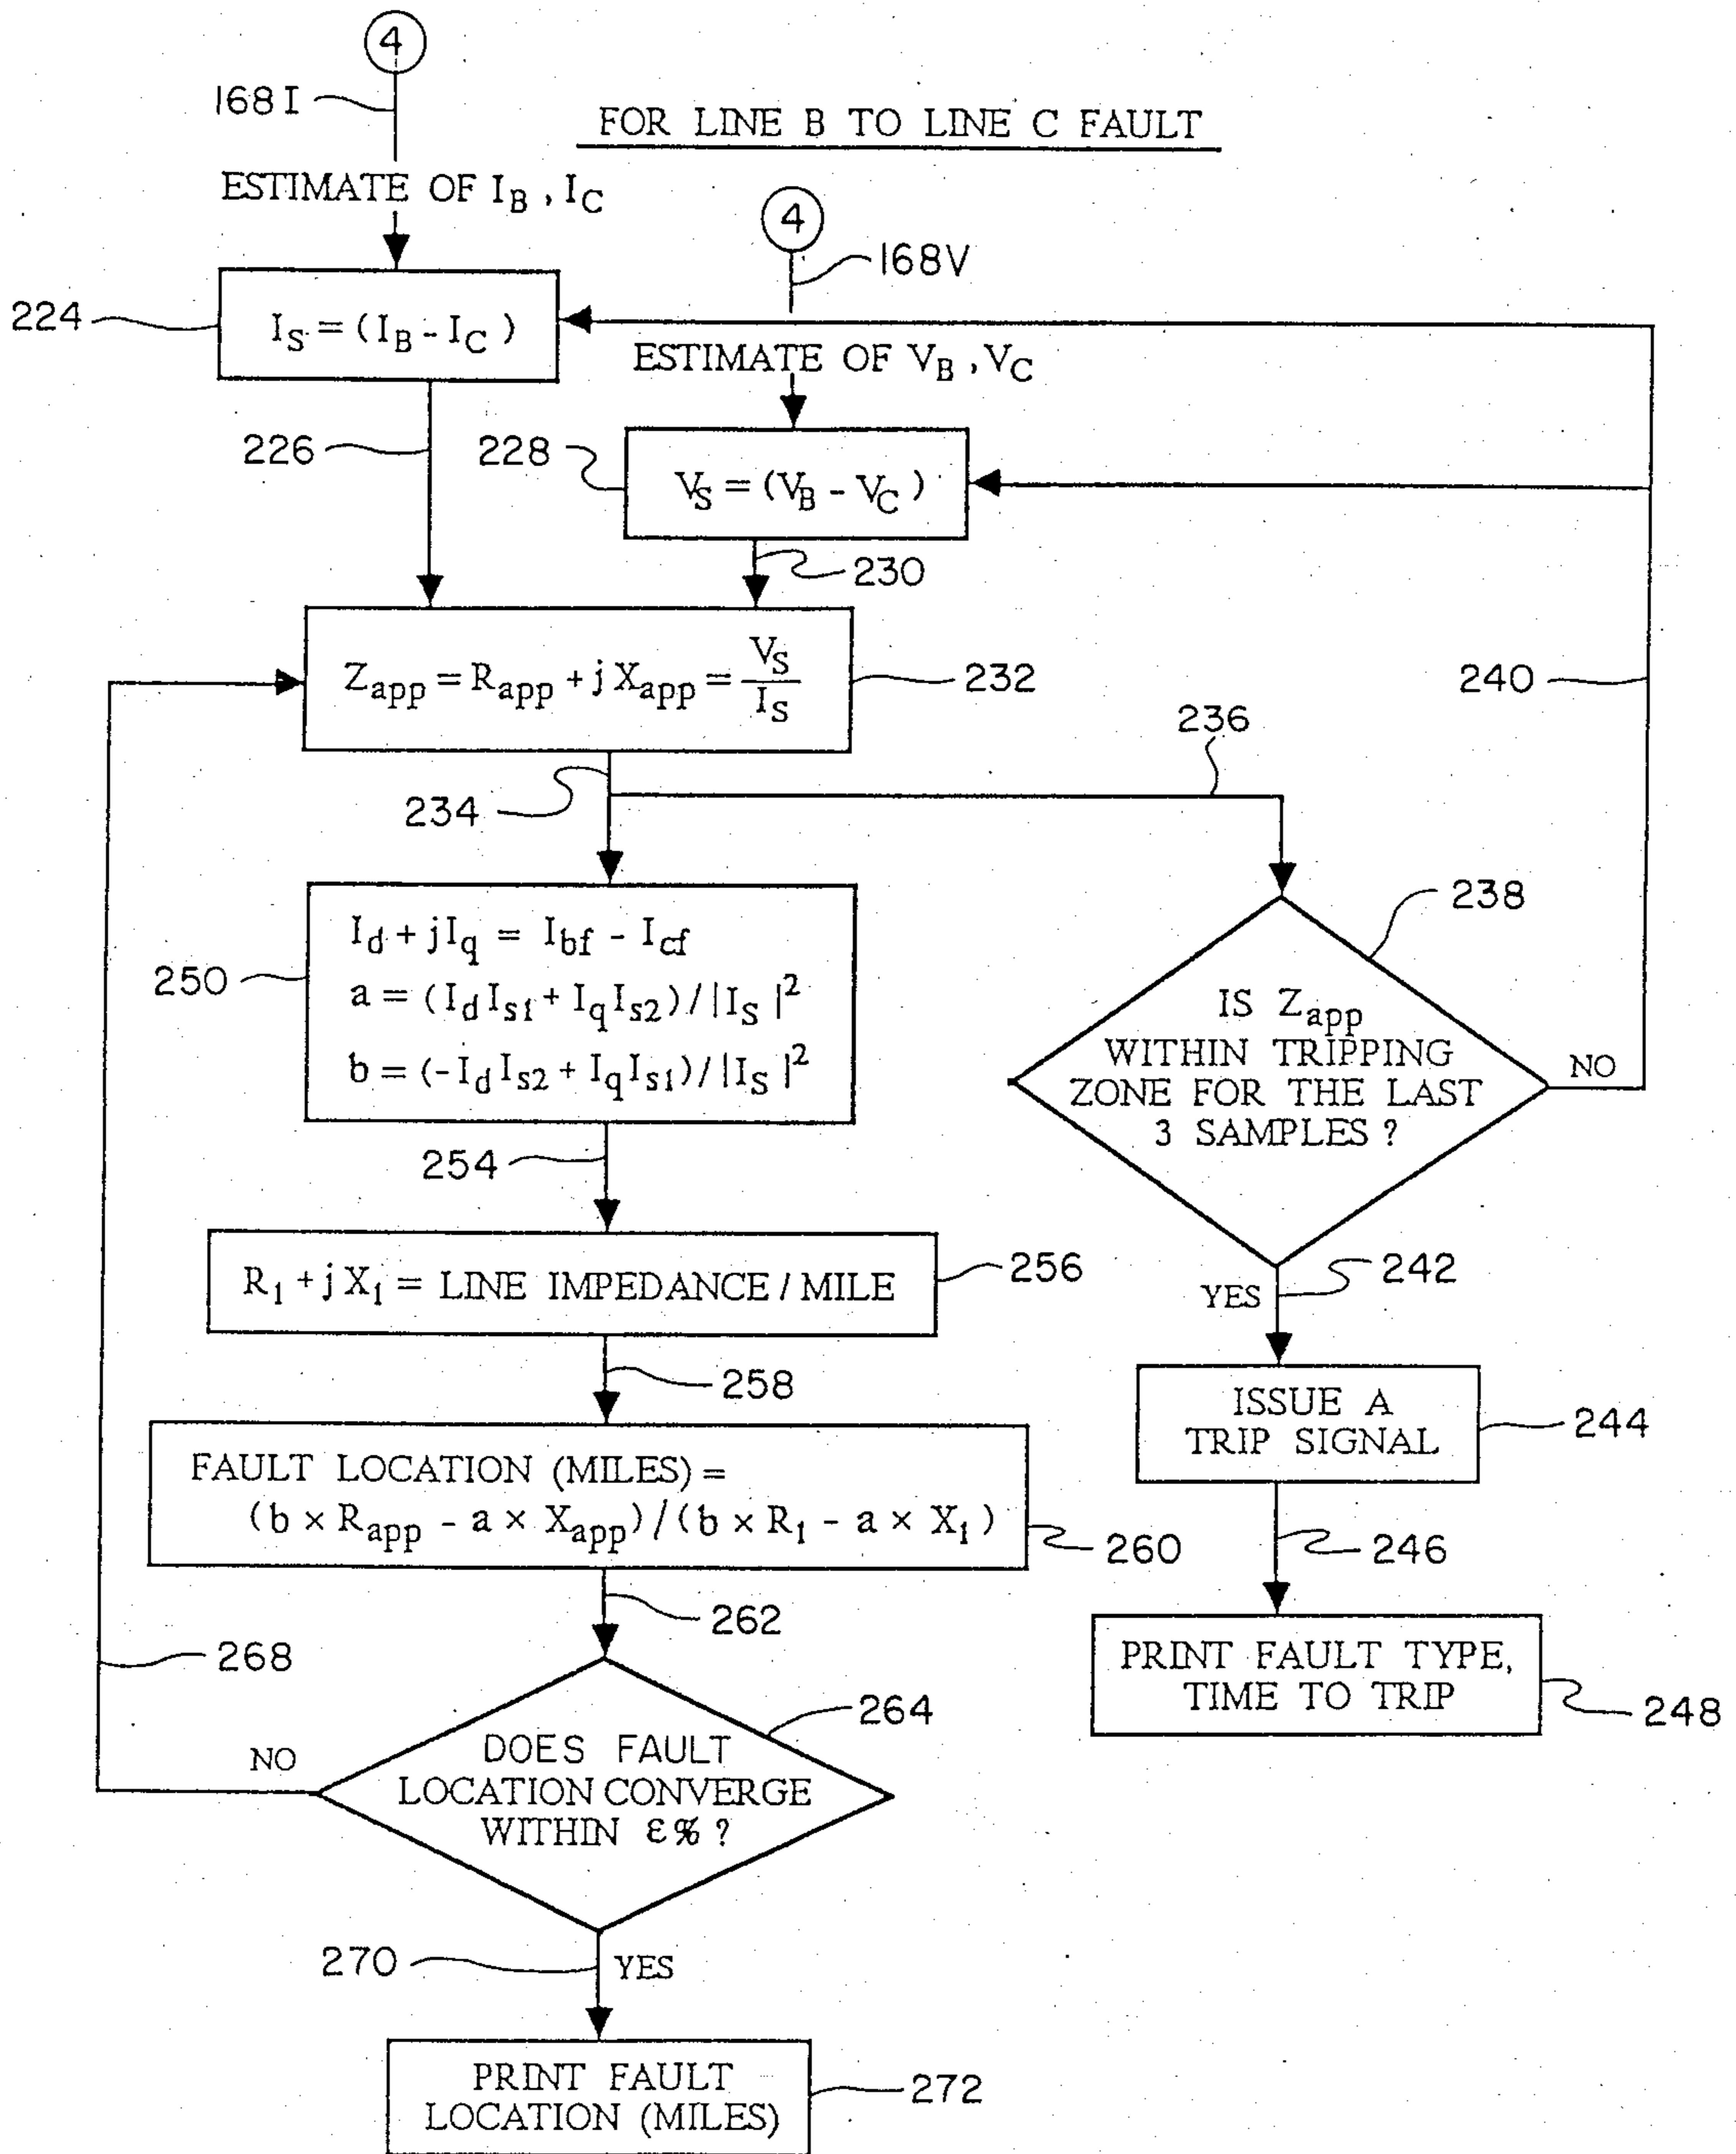 4
168I
FOR LINE B TO LINE C FAULT
ESTIMATE OF I_B , I_C
4
168V
224
I_S = (I_B - I_C )
ESTIMATE OF V_B , V_C
226
228
V_S = (V_B - V_C )
230
Z_app = R_app + j X_app = V_S / I_S
232
240
236
234
238
250
I_d + j I_q = I_bf - I_cf
a = (I_d I_s1 + I_q I_s2) / |I_S|^2
b = (-I_d I_s2 + I_q I_s1) / |I_S|^2
IS Z_app
WITHIN TRIPPING
ZONE FOR THE LAST
3 SAMPLES ?
NO
254
R_1 + j X_1 = LINE IMPEDANCE / MILE
256
242
YES
258
ISSUE A
TRIP SIGNAL
244
FAULT LOCATION (MILES) =
(b × R_app - a × X_app) / (b × R_1 - a × X_1 )
260
246
262
268
PRINT FAULT TYPE,
TIME TO TRIP
248
264
NO
DOES FAULT
LOCATION CONVERGE
WITHIN ε% ?
270
YES
PRINT FAULT
LOCATION (MILES)
272